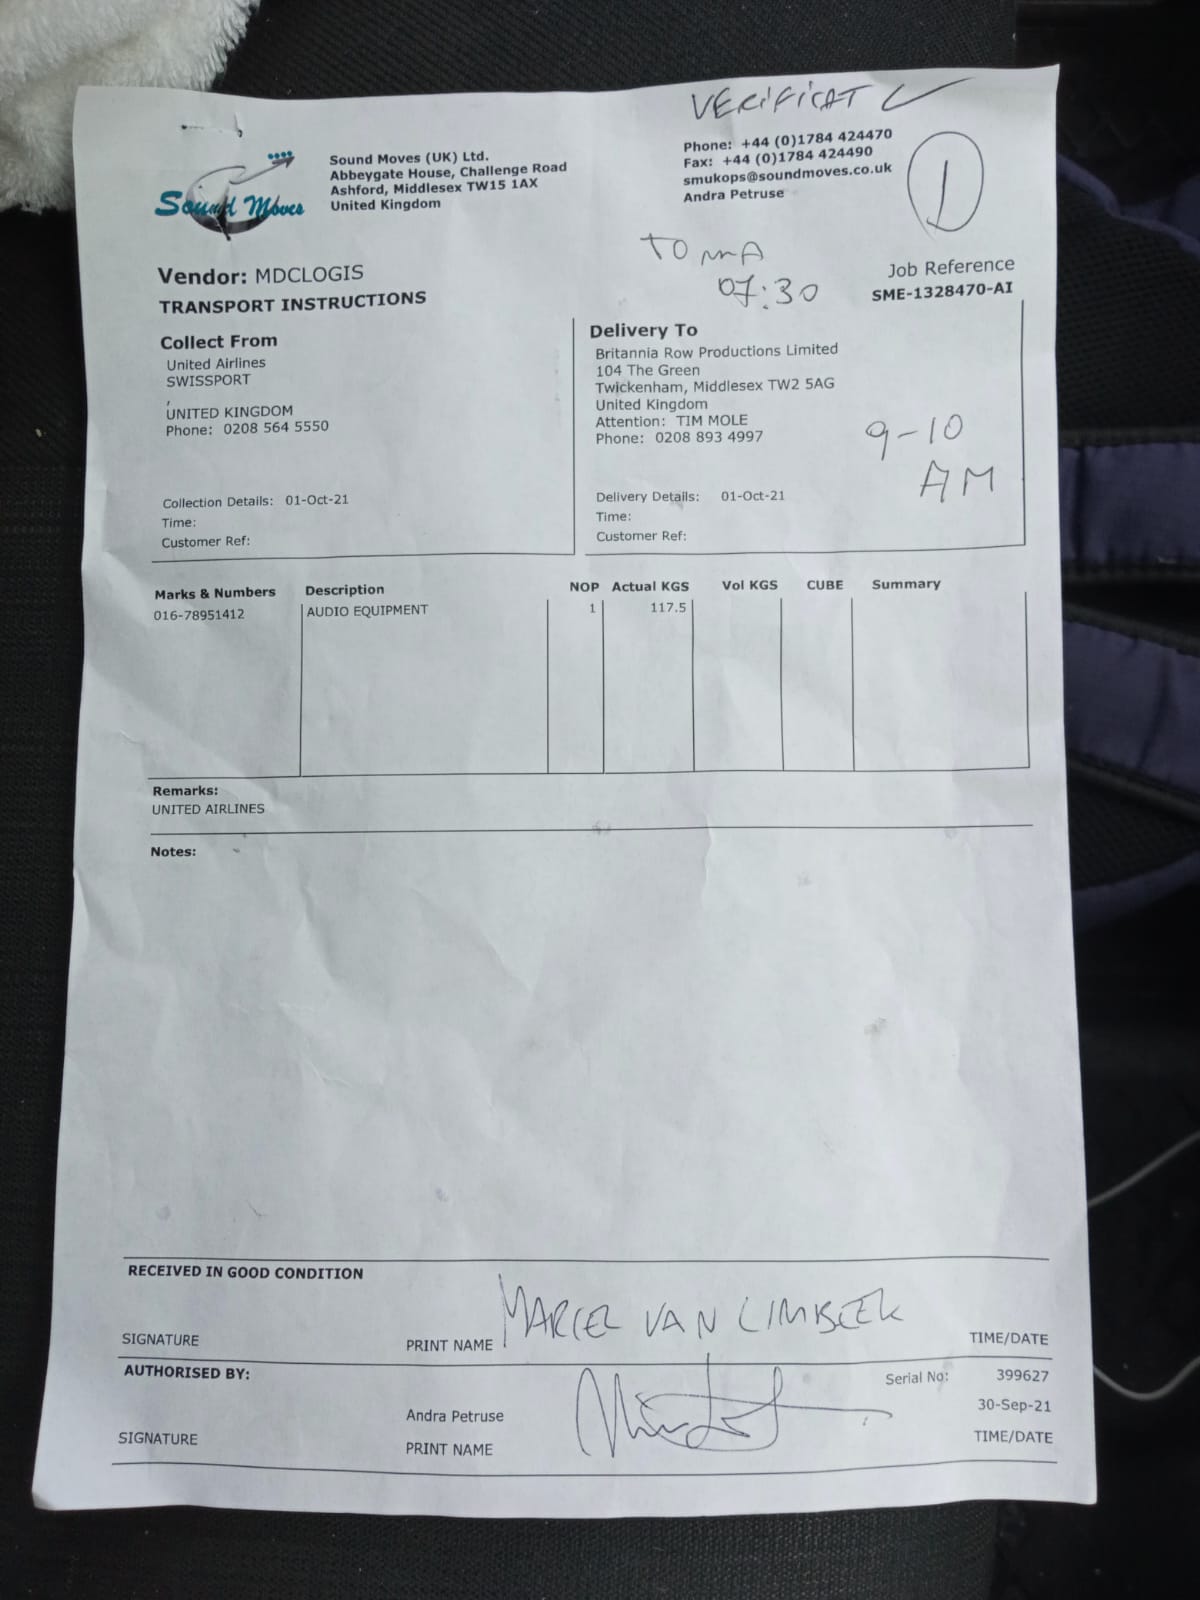 VERIFICAT
Sound Moves
Sound Moves (UK) Ltd.
Abbeygate House, Challenge Road
Ashford, Middlesex TW15 1AX
United Kingdom
Phone: +44 (0)1784 424470
Fax: +44 (0)1784 424490
smukops@soundmoves.co.uk
Andra Petruse
1
TOMA
07:30
Vendor: MDCLOGIS
TRANSPORT INSTRUCTIONS
Job Reference
SME-1328470-AI
Collect From
United Airlines
SWISSPORT
,
UNITED KINGDOM
Phone: 0208 564 5550
Collection Details: 01-Oct-21
Time:
Customer Ref:
Delivery To
Britannia Row Productions Limited
104 The Green
Twickenham, Middlesex TW2 5AG
United Kingdom
Attention: TIM MOLE
Phone: 0208 893 4997
9-10
AM
Delivery Details: 01-Oct-21
Time:
Customer Ref:
Marks & Numbers Description NOP Actual KGS Vol KGS CUBE Summary
016-78951412 AUDIO EQUIPMENT 1 117.5
Remarks:
UNITED AIRLINES
Notes:
RECEIVED IN GOOD CONDITION
MARCEL VAN LIMBEEK
SIGNATURE PRINT NAME TIME/DATE
AUTHORISED BY:
Serial No: 399627
Andra Petruse 30-Sep-21
SIGNATURE PRINT NAME TIME/DATE